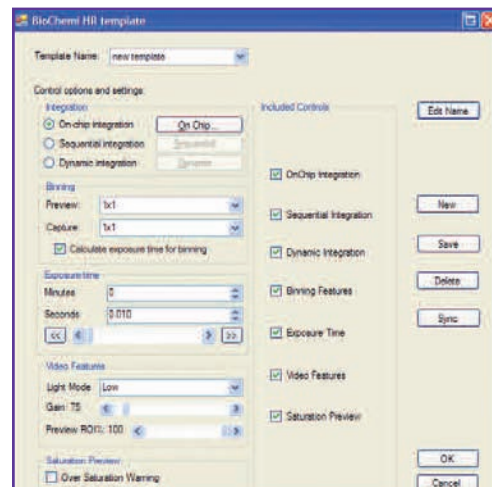 BioChemi HR template
Template Name: new template
Control options and settings
Integration
On-chip integration On Chip...
Sequential integration Sequential
Dynamic integration Dynamic
Binning
Preview: 1x1
Capture 1x1
Calculate exposure time for binning
Exposure time
Minutes 0
Seconds 0.010
<< >>
Video Features
Light Mode Low
Gain: 75
Preview ROI%: 100
Saturation Preview
Over Saturation Warning
Included Controls
OnChip Integration
Sequential Integration
Dynamic Integration
Binning Features
Exposure Time
Video Features
Saturation Preview
Edit Name
New
Save
Delete
Sync
OK
Cancel